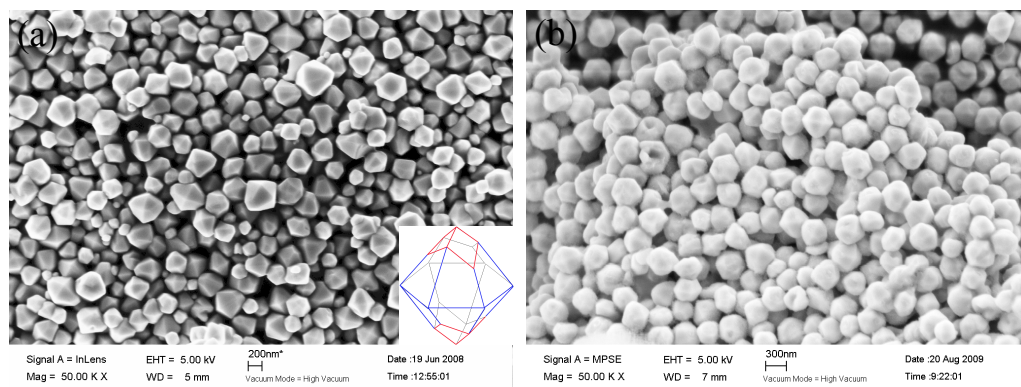 (a)
Signal A = InLens EHT = 5.00 kV 200nm* Date :19 Jun 2008
Mag = 50.00 K X WD = 5 mm Vacuum Mode = High Vacuum Time :12:55:01
(b)
Signal A = MPSE EHT = 5.00 kV 300nm Date :20 Aug 2009
Mag = 50.00 K X WD = 7 mm Vacuum Mode = High Vacuum Time :9:22:01